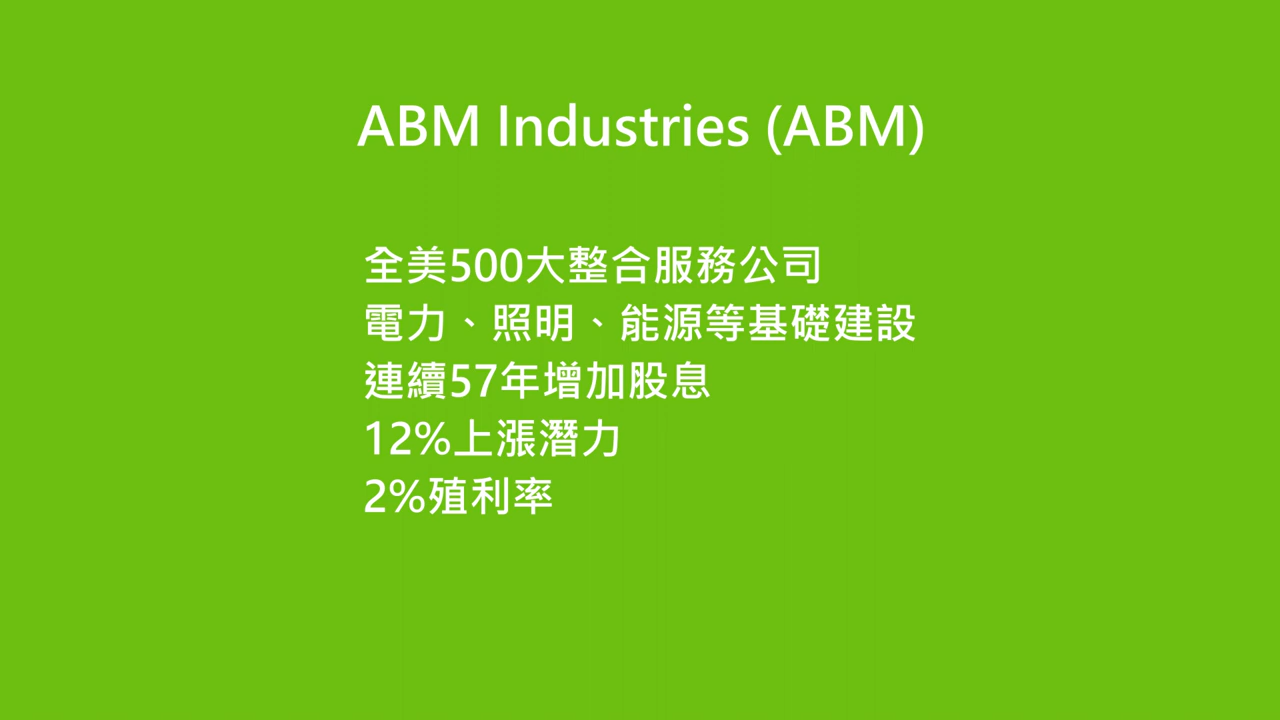 ABM Industries (ABM)
全美500大整合服務公司
電力、照明、能源等基礎建設
連續57年增加股息
12%上漲潛力
2%殖利率